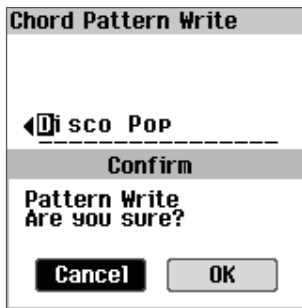 Chord Pattern Write
Disco Pop
Confirm
Pattern Write
Are you sure?
Cancel OK